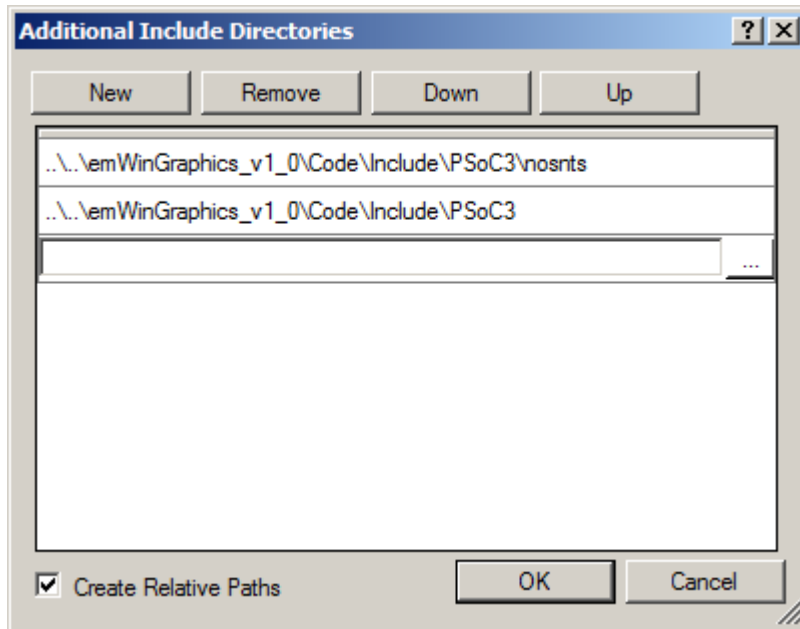 Additional Include Directories
New Remove Down Up
..\..\emWinGraphics_v1_0\Code\Include\PSoC3\nosnts
..\..\emWinGraphics_v1_0\Code\Include\PSoC3
...
Create Relative Paths OK Cancel